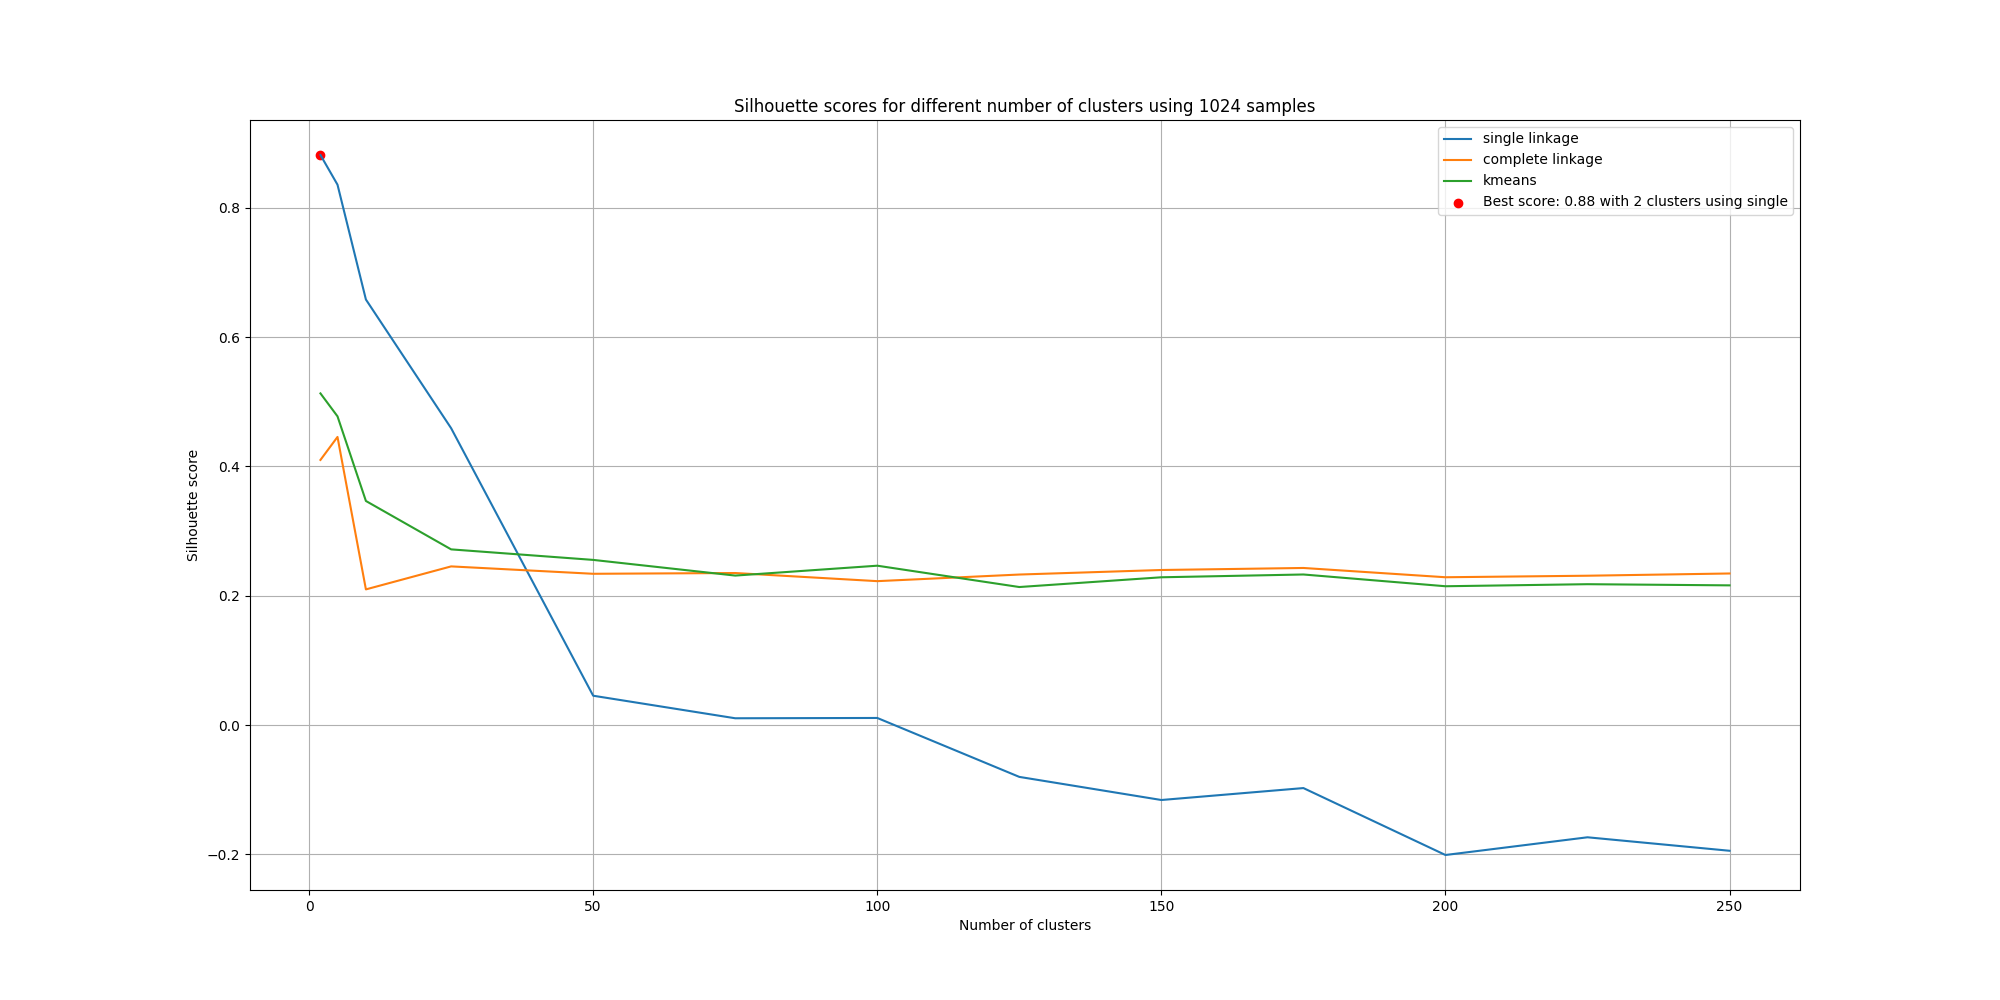 Silhouette scores for different number of clusters using 1024 samples
single linkage
complete linkage
kmeans
Best score: 0.88 with 2 clusters using single
Silhouette score
0.8
0.6
0.4
0.2
0.0
−0.2
0 50 100 150 200 250
Number of clusters